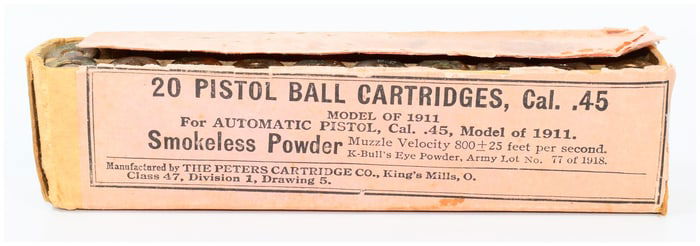 20 PISTOL BALL CARTRIDGES, Cal. .45
MODEL OF 1911
For AUTOMATIC PISTOL, Cal. .45, Model of 1911.
Smokeless Powder Muzzle Velocity 800±25 feet per second.
K-Bull's Eye Powder, Army Lot No. 77 of 1918.
Manufactured by THE PETERS CARTRIDGE CO., King's Mills, O.
Class 47, Division 1, Drawing 5.